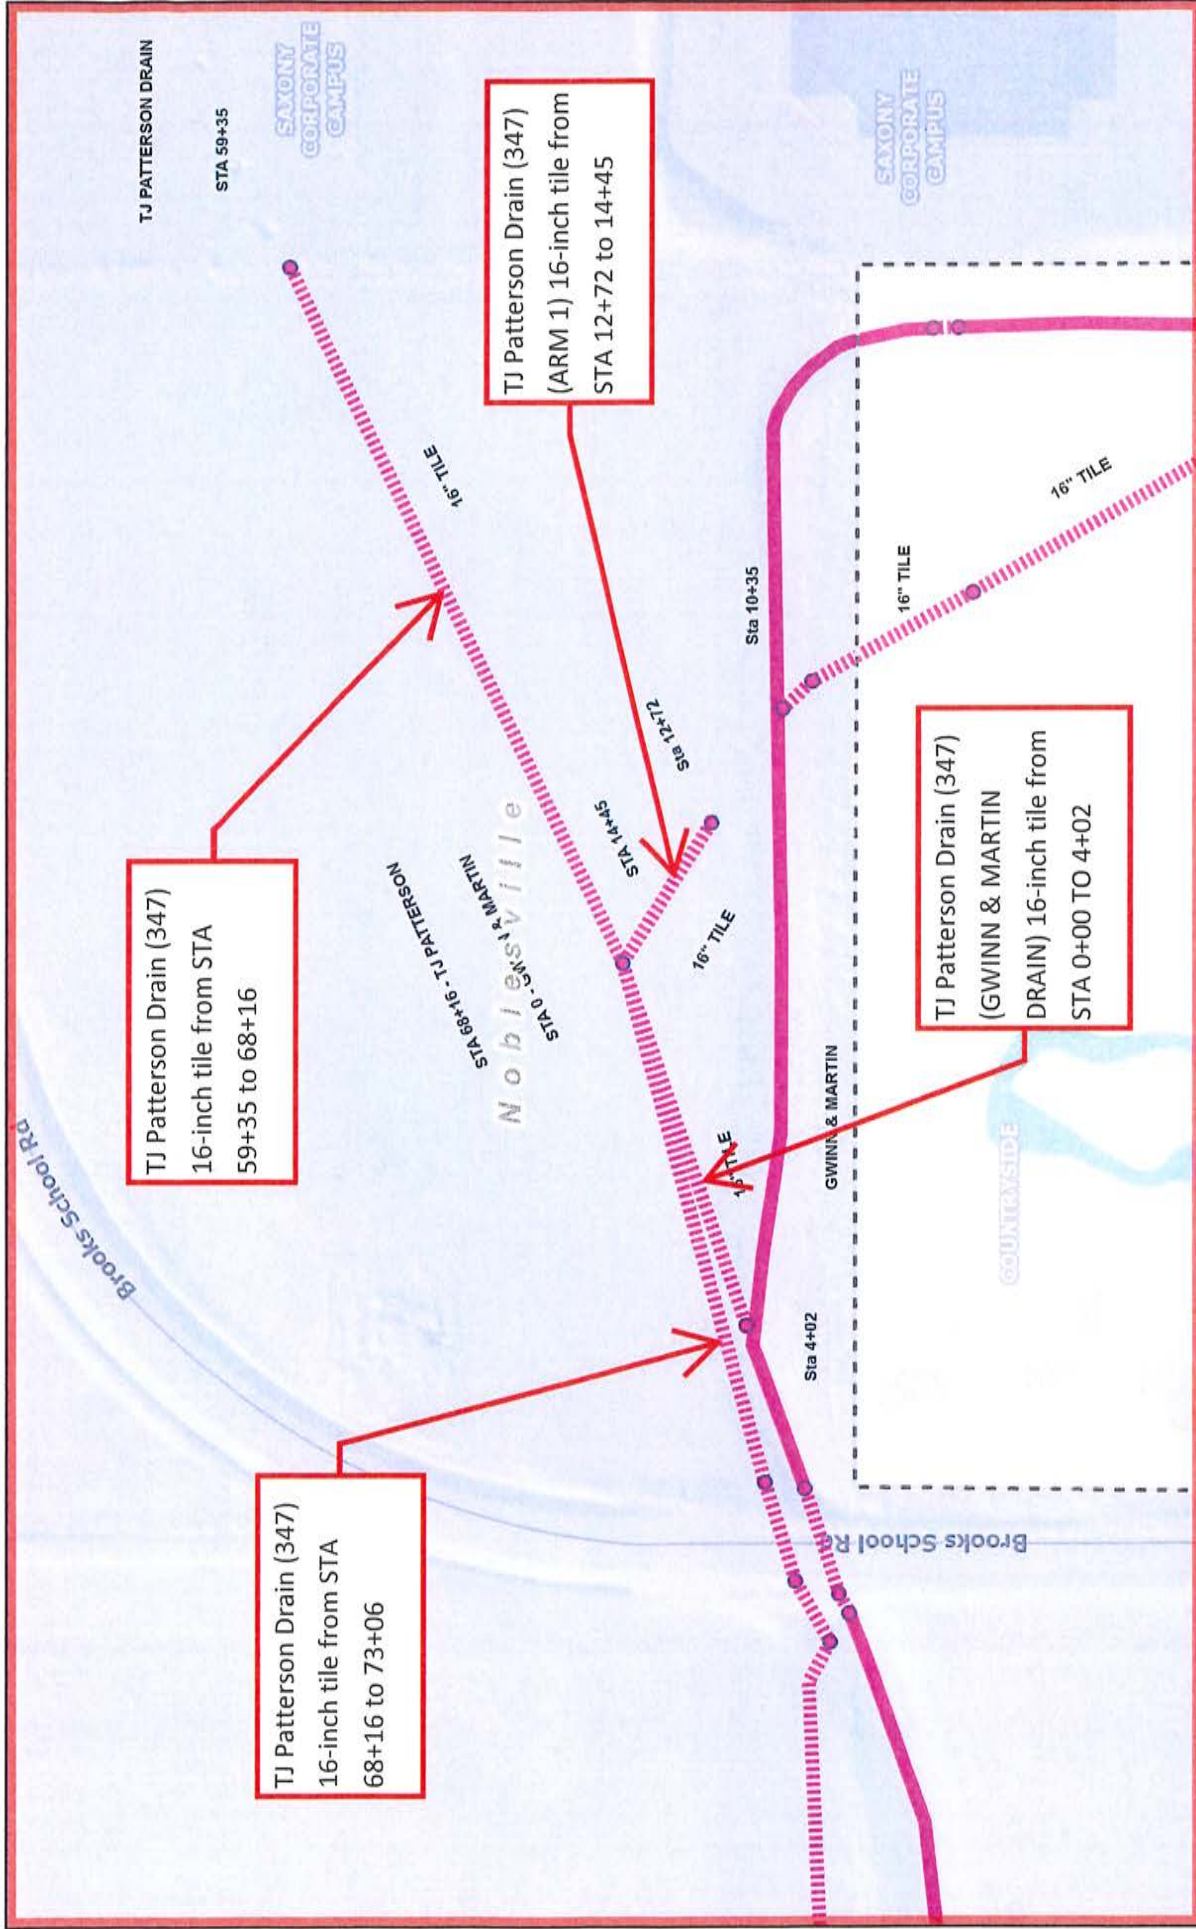 TJ PATTERSON DRAIN
STA 59+35
SAXONY
CORPORATE
CAMPUS
Brooks School Rd
TJ Patterson Drain (347)
16-inch tile from STA
59+35 to 68+16
16" TILE
TJ Patterson Drain (347)
(ARM 1) 16-inch tile from
STA 12+72 to 14+45
SAXONY
CORPORATE
CAMPUS
TJ Patterson Drain (347)
16-inch tile from STA
68+16 to 73+06
STA 68+16 - TJ PATTERSON
STA 0 - GWINN & MARTIN
Noblesville
STA 14+45
Sta 12+72
16" TILE
Sta 10+35
16" TILE
16" TILE
16" TILE
GWINN & MARTIN
Sta 4+02
TJ Patterson Drain (347)
(GWINN & MARTIN
DRAIN) 16-inch tile from
STA 0+00 TO 4+02
COUNTRYSIDE
Brooks School Rd